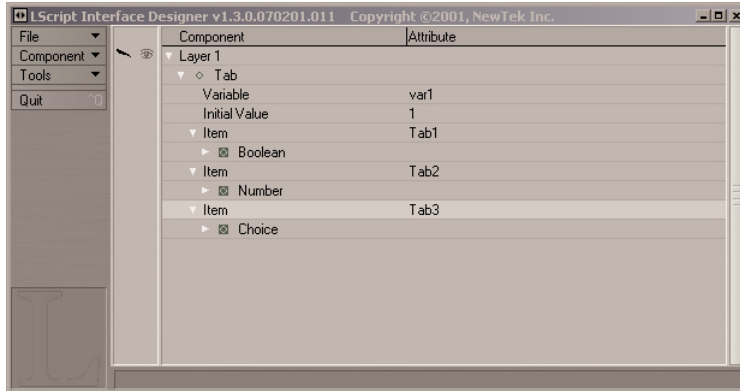 LScript Interface Designer v1.3.0.070201.011 Copyright ©2001, NewTek Inc.
File
Component
Tools
Quit ^Q
Component Attribute
Layer 1
Tab
Variable var1
Initial Value 1
Item Tab1
Boolean
Item Tab2
Number
Item Tab3
Choice
L